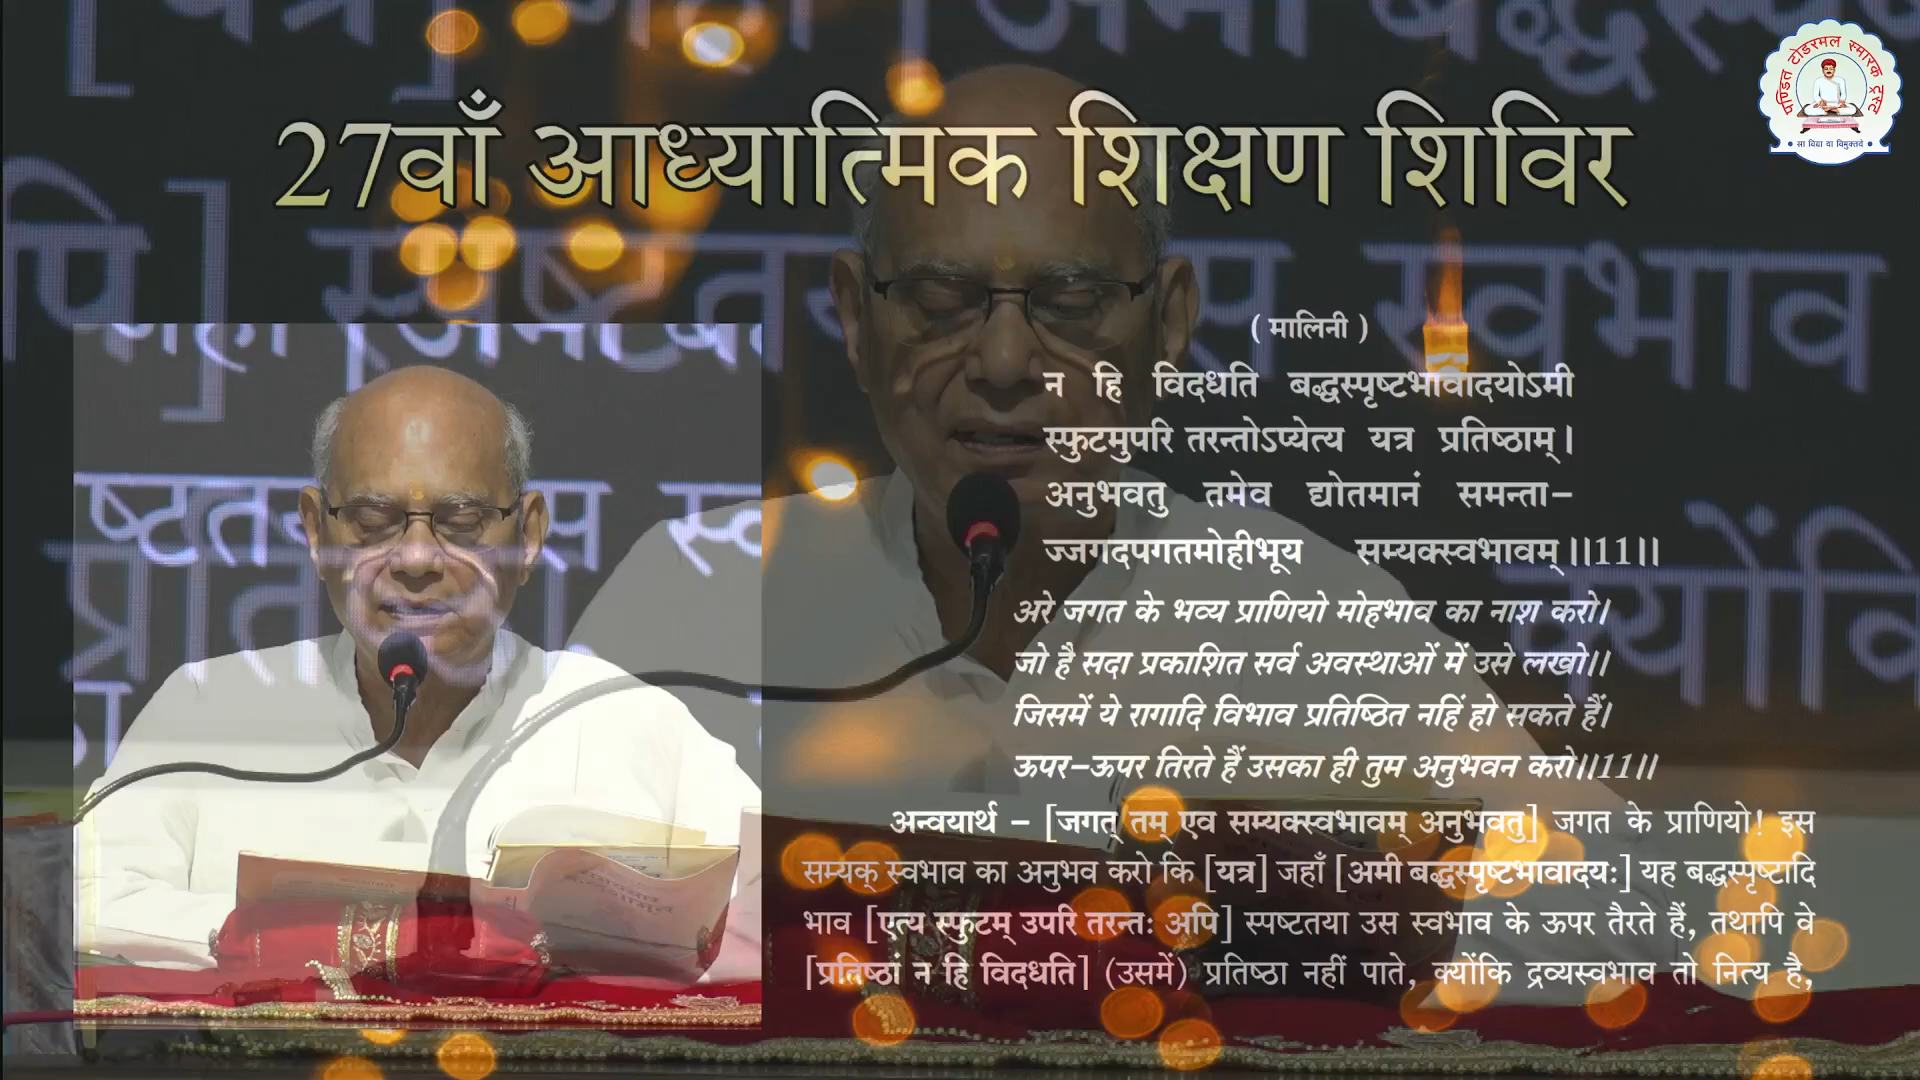 पण्डित टोडरमल स्मारक ट्रस्ट
• सा विद्या या विमुक्तये •
27वाँ आध्यात्मिक शिक्षण शिविर
( मालिनी )
न हि विदधति बद्धस्पृष्टभावादयोऽमी
स्फुटमुपरि तरन्तोऽप्येत्य यत्र प्रतिष्ठाम्।
अनुभवतु तमेव द्योतमानं समन्ता–
ज्जगदपगतमोहीभूय सम्यक्स्वभावम्।।11।।
अरे जगत के भव्य प्राणियो मोहभाव का नाश करो।
जो है सदा प्रकाशित सर्व अवस्थाओं में उसे लखो।।
जिसमें ये रागादि विभाव प्रतिष्ठित नहिं हो सकते हैं।
ऊपर–ऊपर तिरते हैं उसका ही तुम अनुभवन करो।।11।।
अन्वयार्थ – [जगत् तम् एव सम्यक्स्वभावम् अनुभवतु] जगत के प्राणियो! इस
सम्यक् स्वभाव का अनुभव करो कि [यत्र] जहाँ [अमी बद्धस्पृष्टभावादयः] यह बद्धस्पृष्टादि
भाव [एत्य स्फुटम् उपरि तरन्तः अपि] स्पष्टतया उस स्वभाव के ऊपर तैरते हैं, तथापि वे
[प्रतिष्ठां न हि विदधति] (उसमें) प्रतिष्ठा नहीं पाते, क्योंकि द्रव्यस्वभाव तो नित्य है,